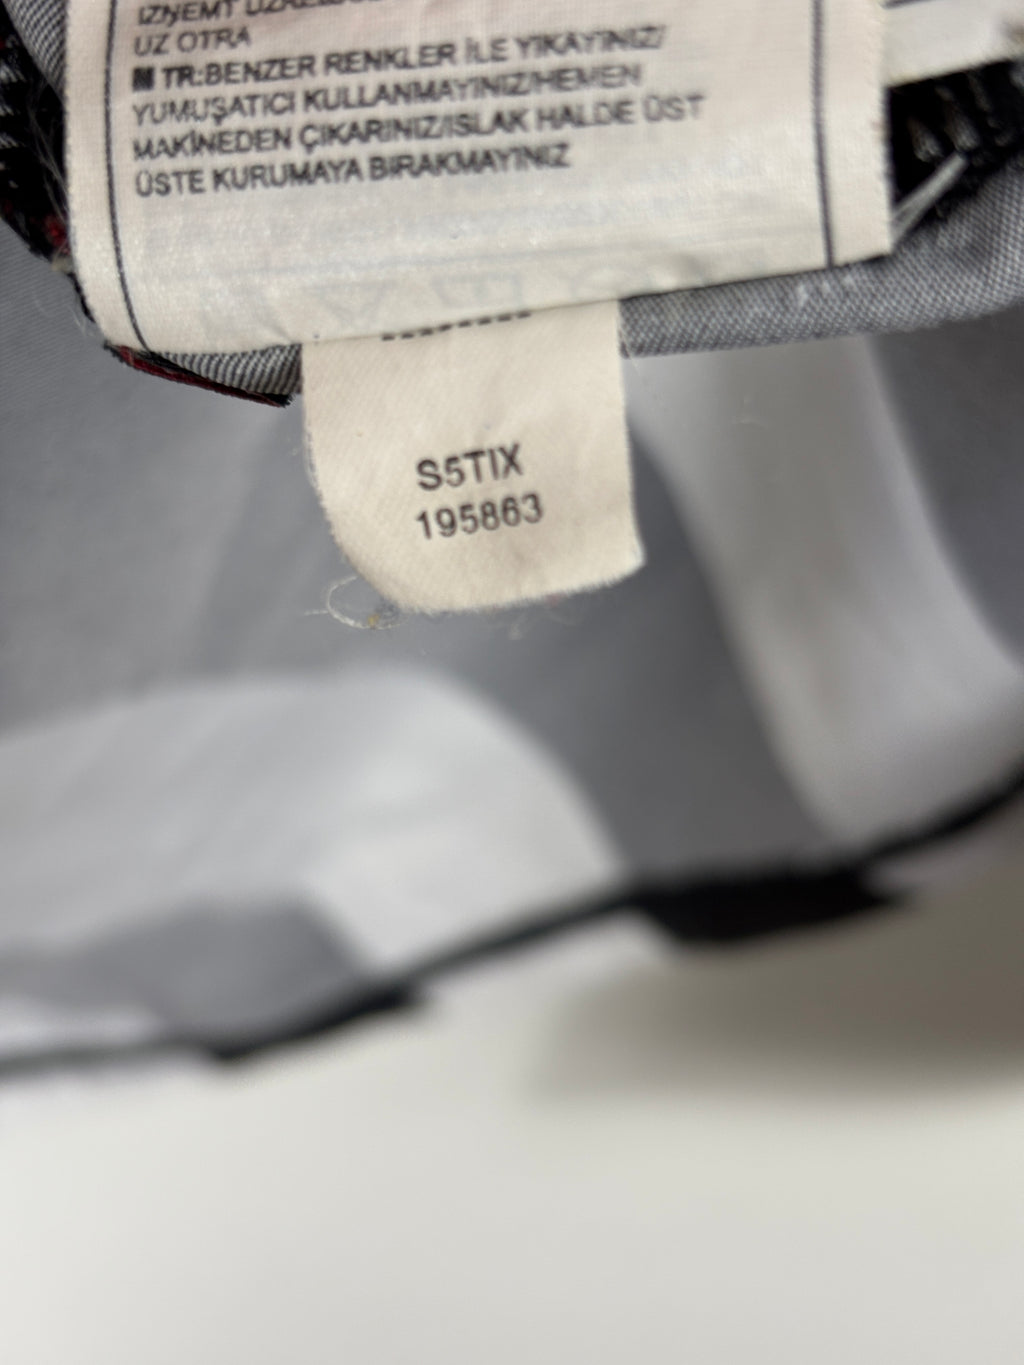 UZ OTRA
TR:BENZER RENKLER İLE YIKAYINIZ/
YUMUŞATICI KULLANMAYINIZ/HEMEN
MAKİNEDEN ÇIKARINIZ/ISLAK HALDE ÜST
ÜSTE KURUMAYA BIRAKMAYINIZ
S5TIX
195863